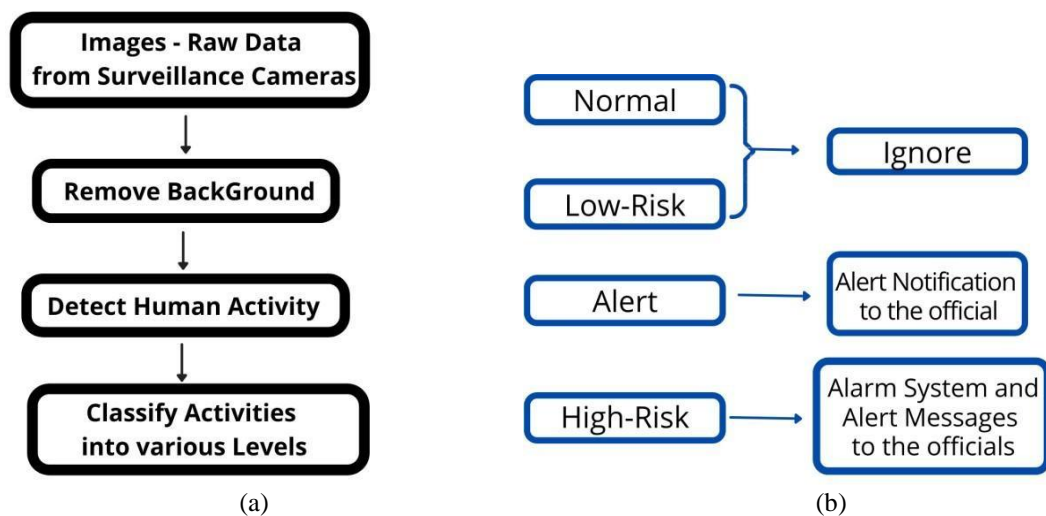 Images - Raw Data
from Surveillance Cameras
Remove BackGround
Detect Human Activity
Classify Activities
into various Levels
(a)
Normal
Low-Risk
Ignore
Alert
Alert Notification
to the official
High-Risk
Alarm System and
Alert Messages
to the officials
(b)